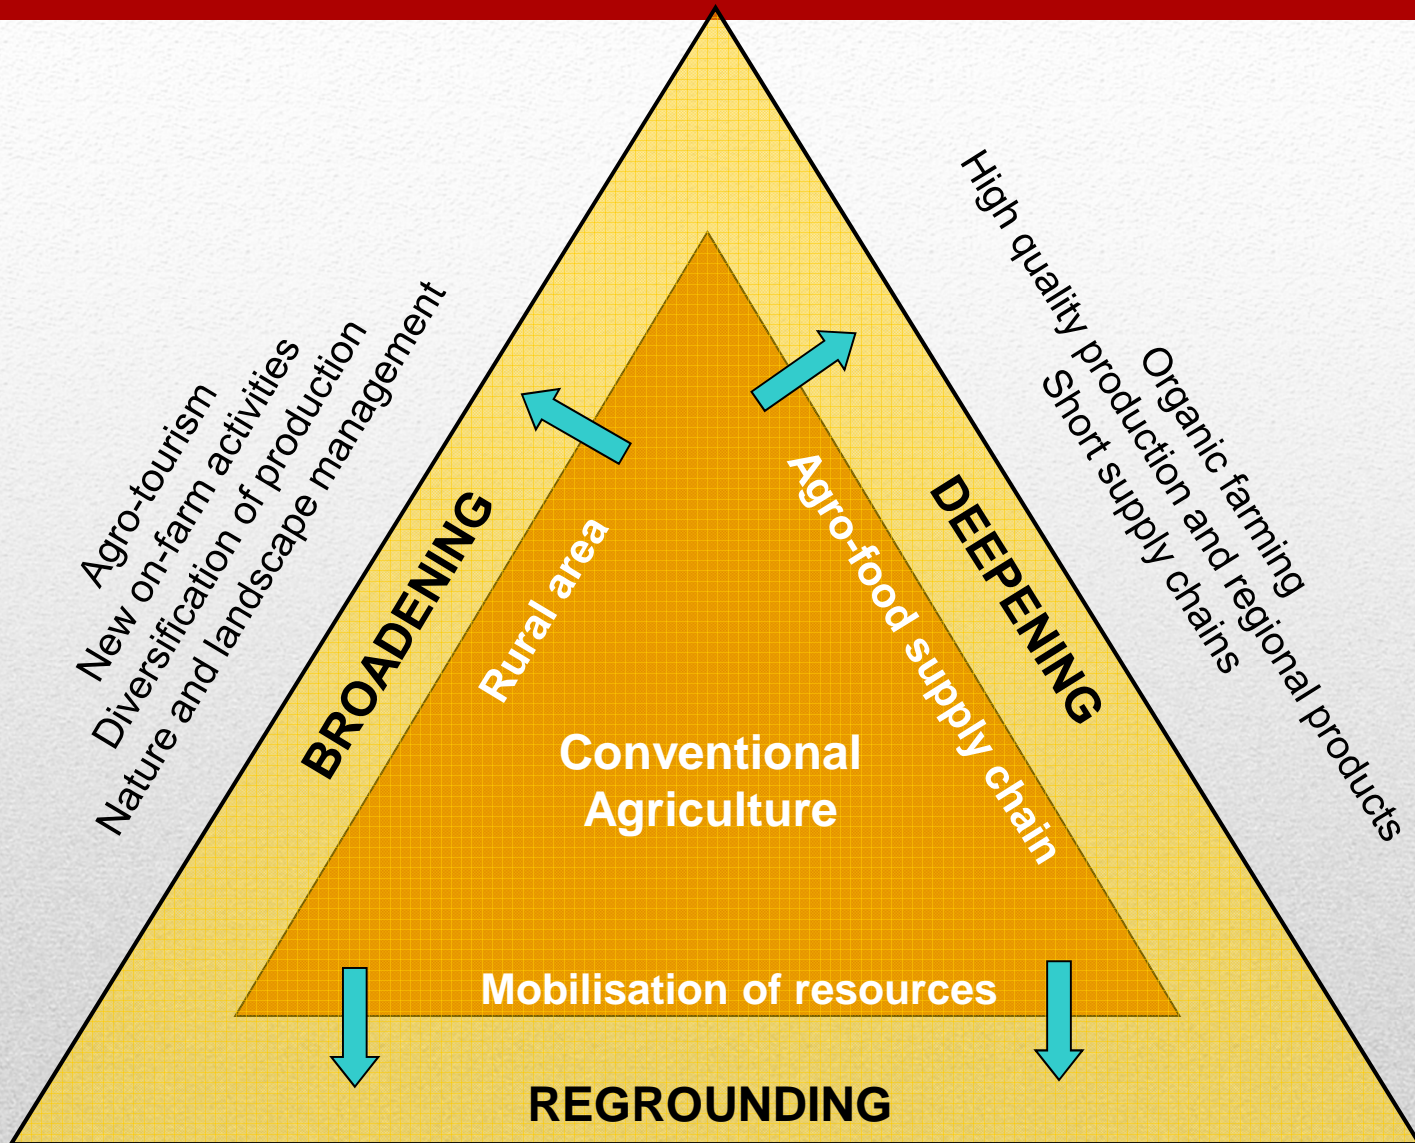 Agro-tourism
New on-farm activities
Diversification of production
Nature and landscape management
BROADENING
Rural area
Conventional
Agriculture
Mobilisation of resources
Agro-food supply chain
DEEPENING
Organic farming
High quality production and regional products
Short supply chains
REGROUNDING